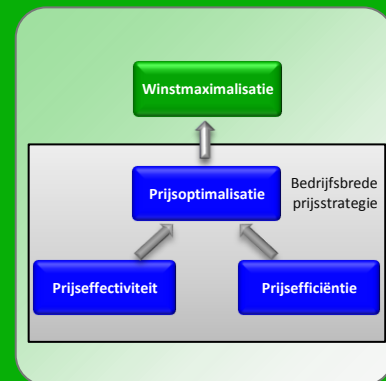 Winstmaximalisatie
Prijsoptimalisatie
Bedrijfsbrede
prijsstrategie
Prijseffectiviteit
Prijsefficiëntie